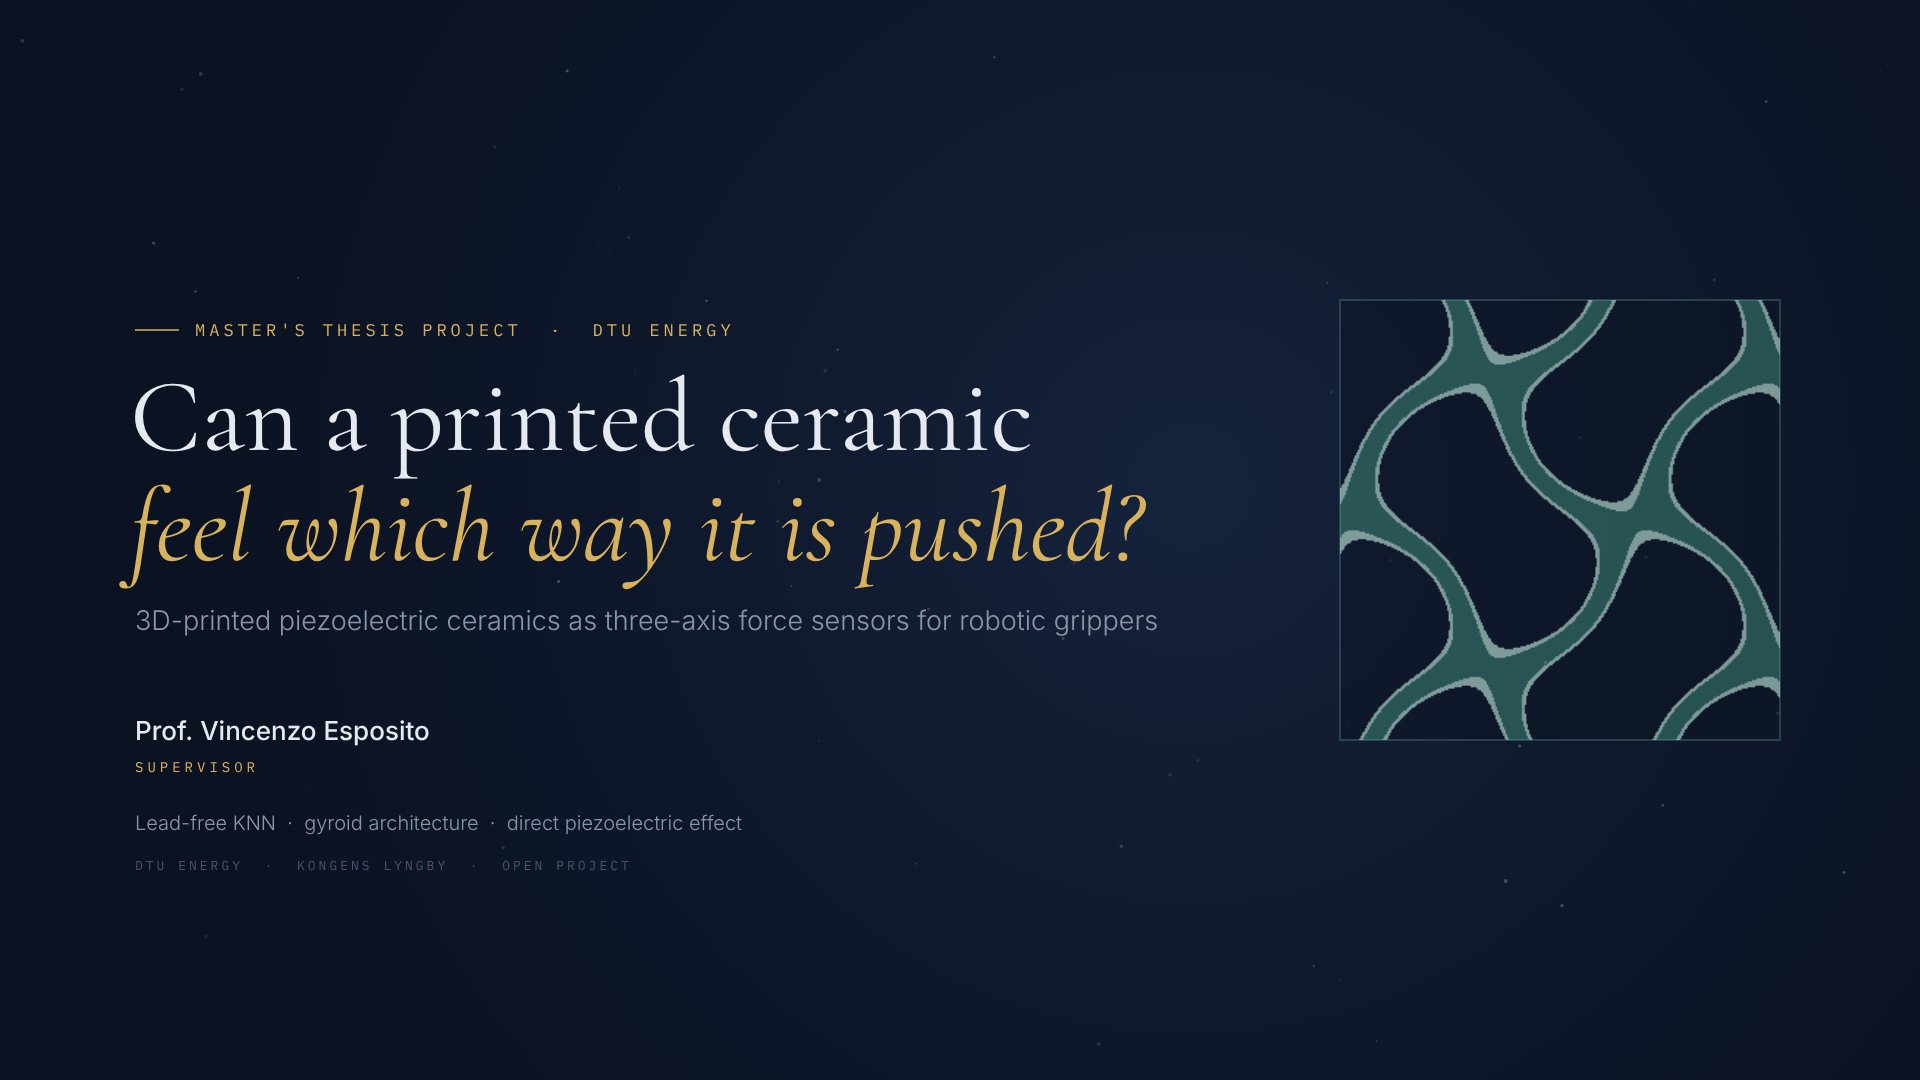 MASTER'S THESIS PROJECT · DTU ENERGY
Can a printed ceramic
feel which way it is pushed?
3D-printed piezoelectric ceramics as three-axis force sensors for robotic grippers
Prof. Vincenzo Esposito
SUPERVISOR
Lead-free KNN · gyroid architecture · direct piezoelectric effect
DTU ENERGY · KONGENS LYNGBY · OPEN PROJECT